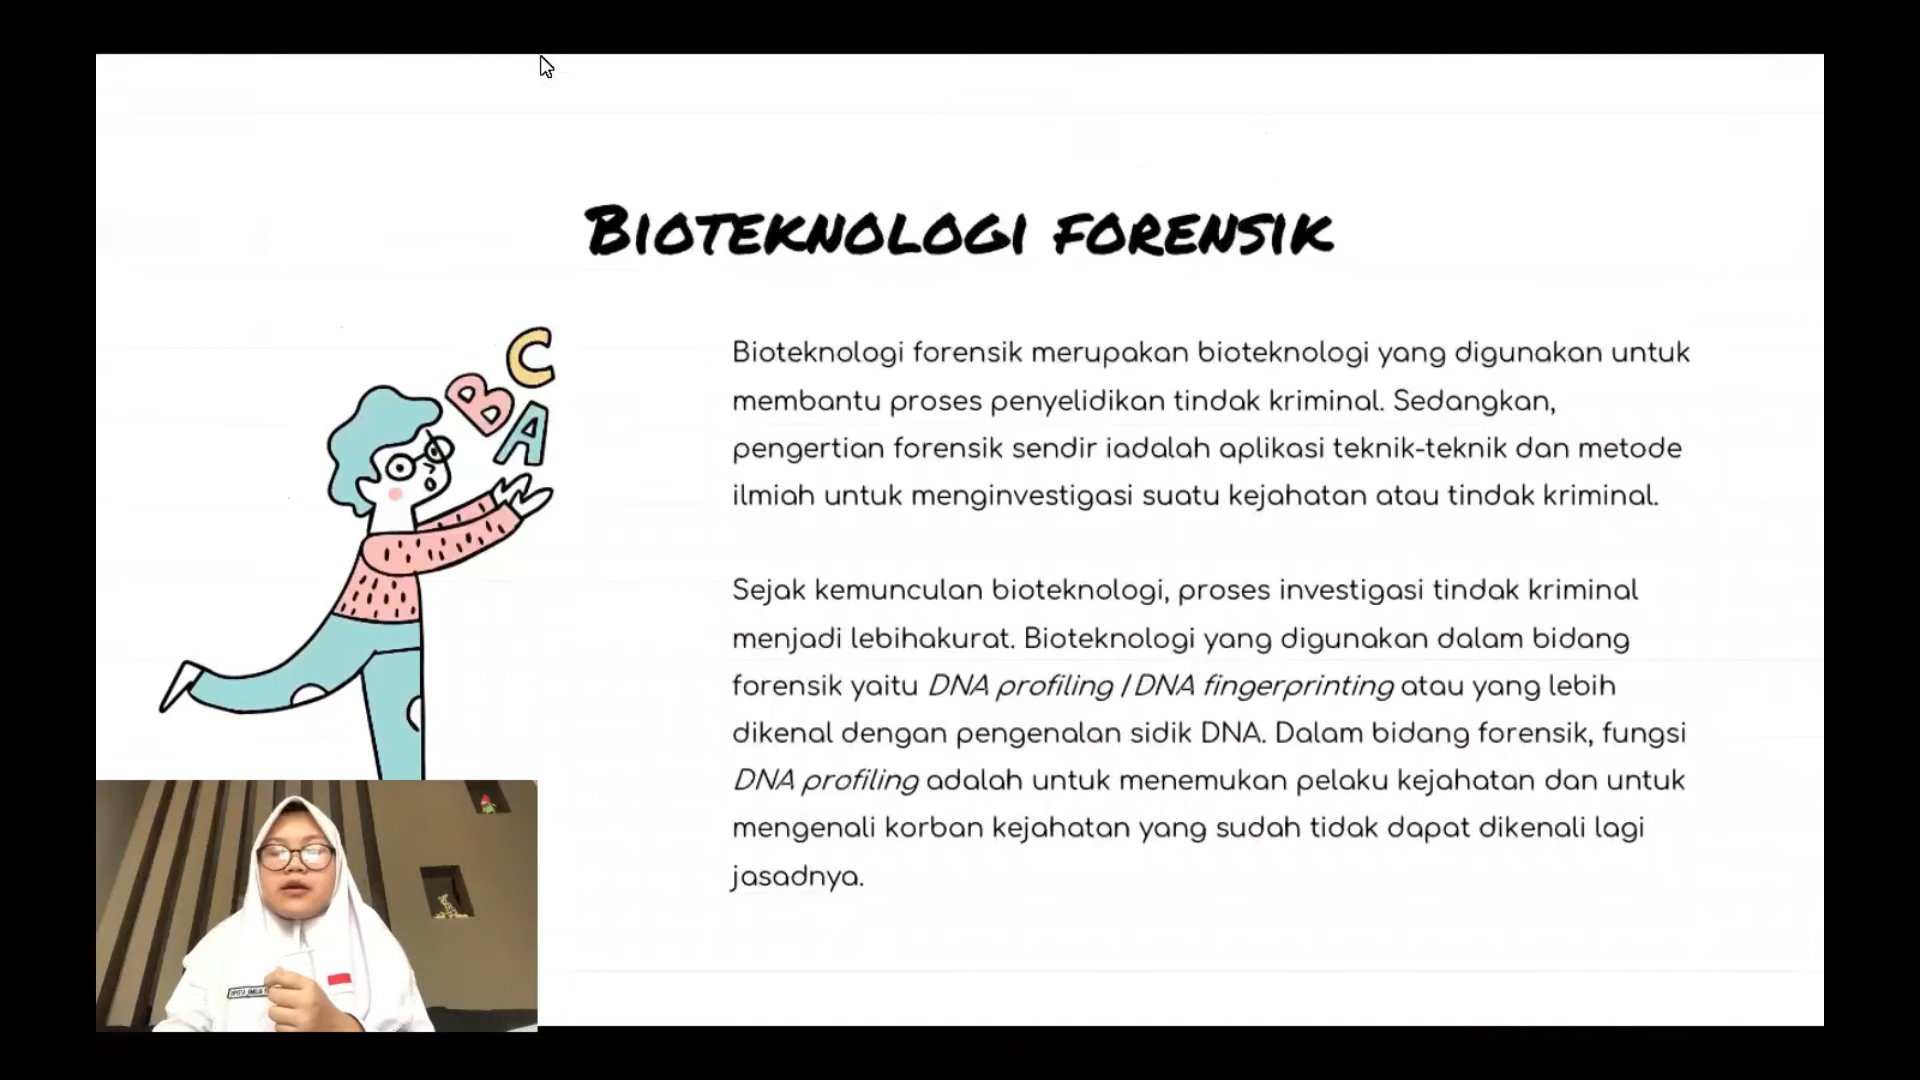 BIOTEKNOLOGI FORENSIK
C
B
A
Bioteknologi forensik merupakan bioteknologi yang digunakan untuk
membantu proses penyelidikan tindak kriminal. Sedangkan,
pengertian forensik sendir iadalah aplikasi teknik-teknik dan metode
ilmiah untuk menginvestigasi suatu kejahatan atau tindak kriminal.
Sejak kemunculan bioteknologi, proses investigasi tindak kriminal
menjadi lebihakurat. Bioteknologi yang digunakan dalam bidang
forensik yaitu DNA profiling / DNA fingerprinting atau yang lebih
dikenal dengan pengenalan sidik DNA. Dalam bidang forensik, fungsi
DNA profiling adalah untuk menemukan pelaku kejahatan dan untuk
mengenali korban kejahatan yang sudah tidak dapat dikenali lagi
jasadnya.